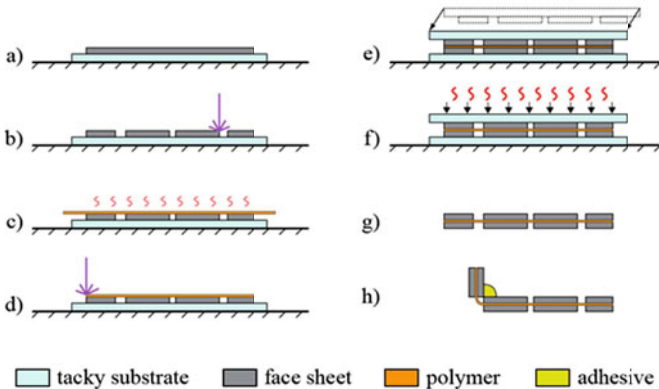 a)
b)
c)
d)
e)
f)
g)
h)
tacky substrate face sheet polymer adhesive